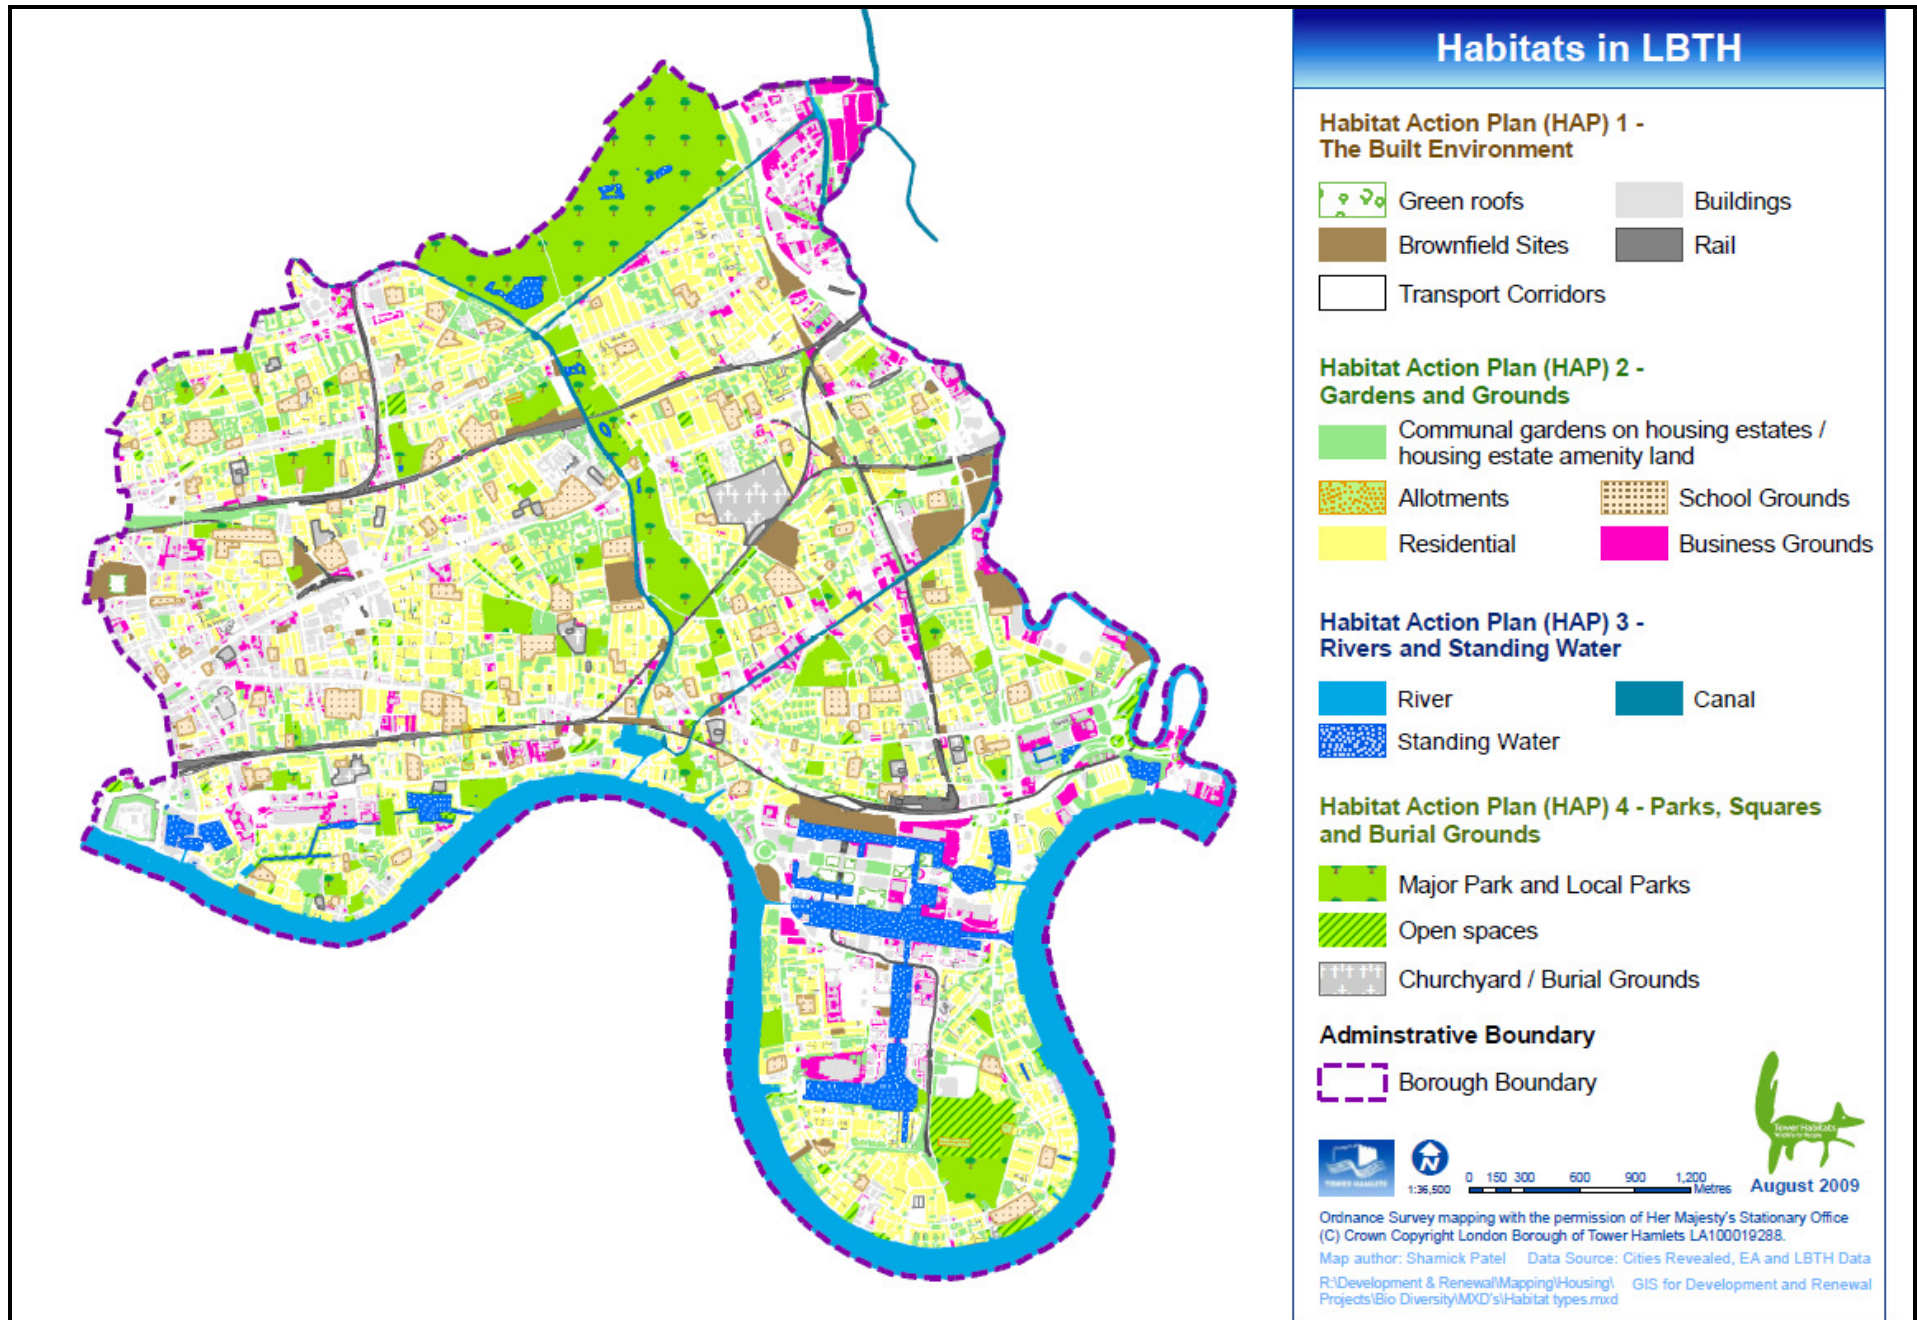 Habitats in LBTH
Habitat Action Plan (HAP) 1 -
The Built Environment
Green roofs
Buildings
Brownfield Sites
Rail
Transport Corridors
Habitat Action Plan (HAP) 2 -
Gardens and Grounds
Communal gardens on housing estates /
housing estate amenity land
Allotments
School Grounds
Residential
Business Grounds
Habitat Action Plan (HAP) 3 -
Rivers and Standing Water
River
Canal
Standing Water
Habitat Action Plan (HAP) 4 - Parks, Squares
and Burial Grounds
Major Park and Local Parks
Open spaces
Churchyard / Burial Grounds
Adminstrative Boundary
Borough Boundary
Tower Habitats
TOWER HAMLETS
N
1:36,500
0 150 300 600 900 1,200
Metres
August 2009
Ordnance Survey mapping with the permission of Her Majesty's Stationary Office
(C) Crown Copyright London Borough of Tower Hamlets LA100019288.
Map author: Shamick Patel Data Source: Cities Revealed, EA and LBTH Data
R:\Development & Renewal\Mapping\Housing\ GIS for Development and Renewal
Projects\Bio Diversity\MXD's\Habitat types.mxd